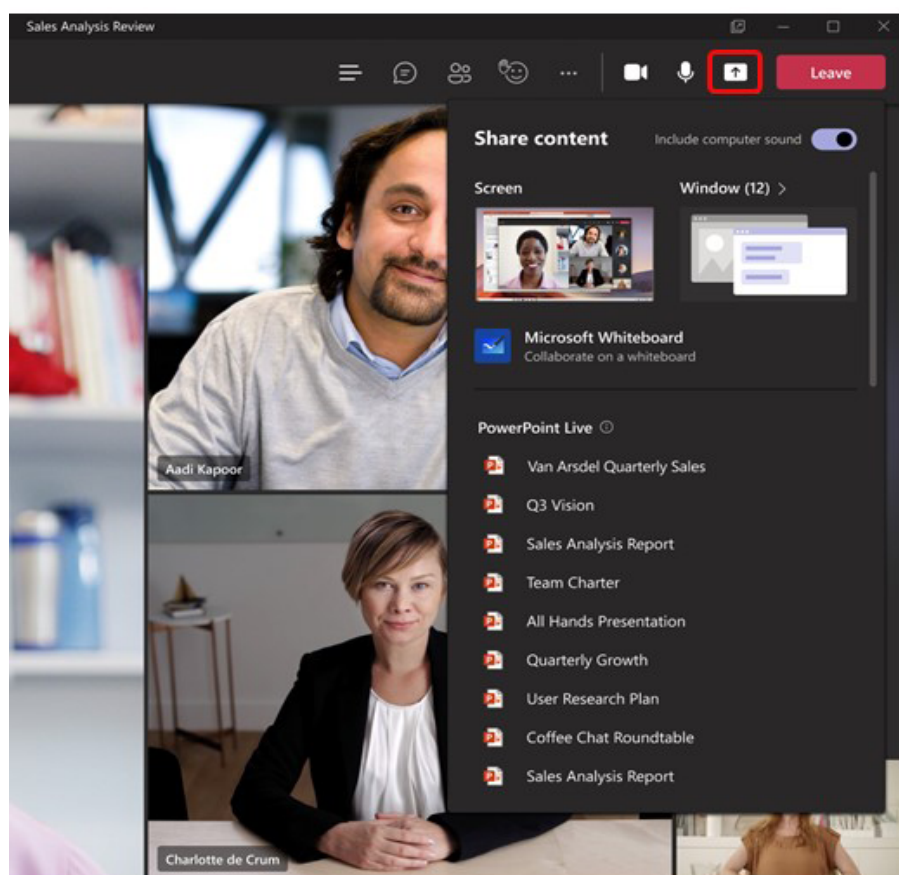 Sales Analysis Review
Leave
Share content
Include computer sound
Screen
Window (12) >
Microsoft Whiteboard
Collaborate on a whiteboard
PowerPoint Live
Van Arsdel Quarterly Sales
Q3 Vision
Sales Analysis Report
Team Charter
All Hands Presentation
Quarterly Growth
User Research Plan
Coffee Chat Roundtable
Sales Analysis Report
Aadi Kapoor
Charlotte de Crum